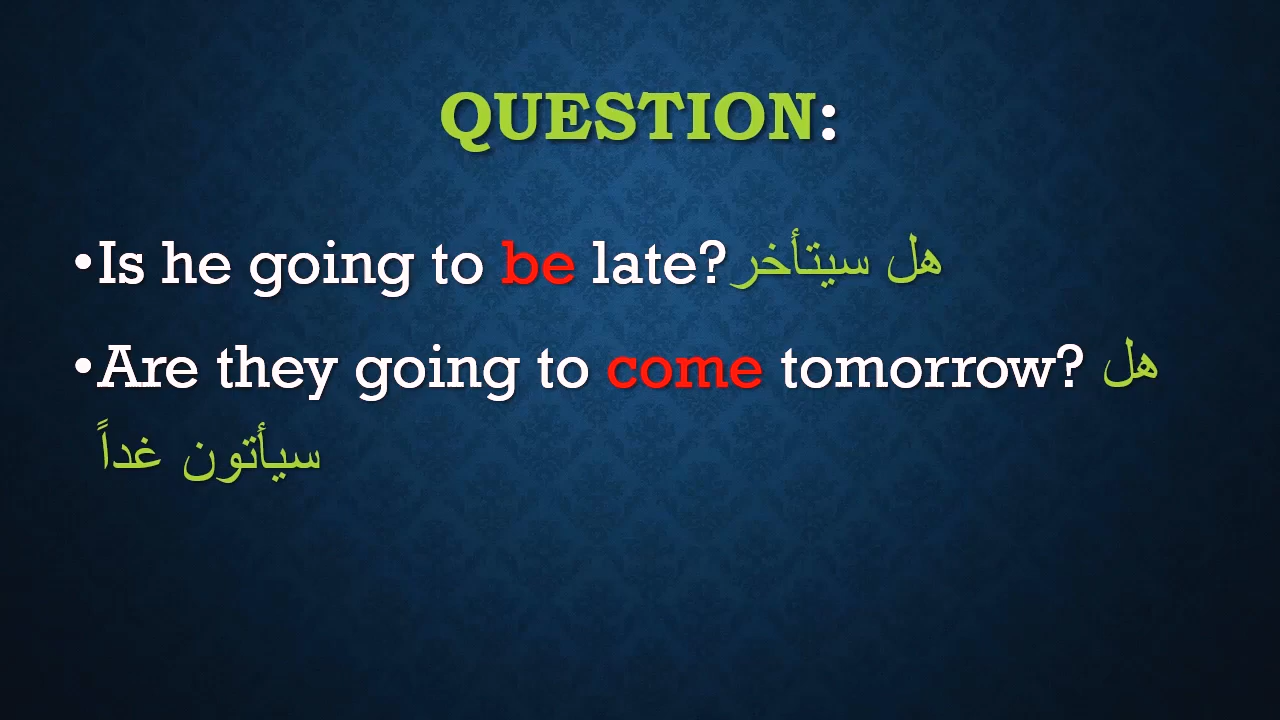 QUESTION:
•Is he going to be late? هل سيتأخر
•Are they going to come tomorrow? هل
سيأتون غداً